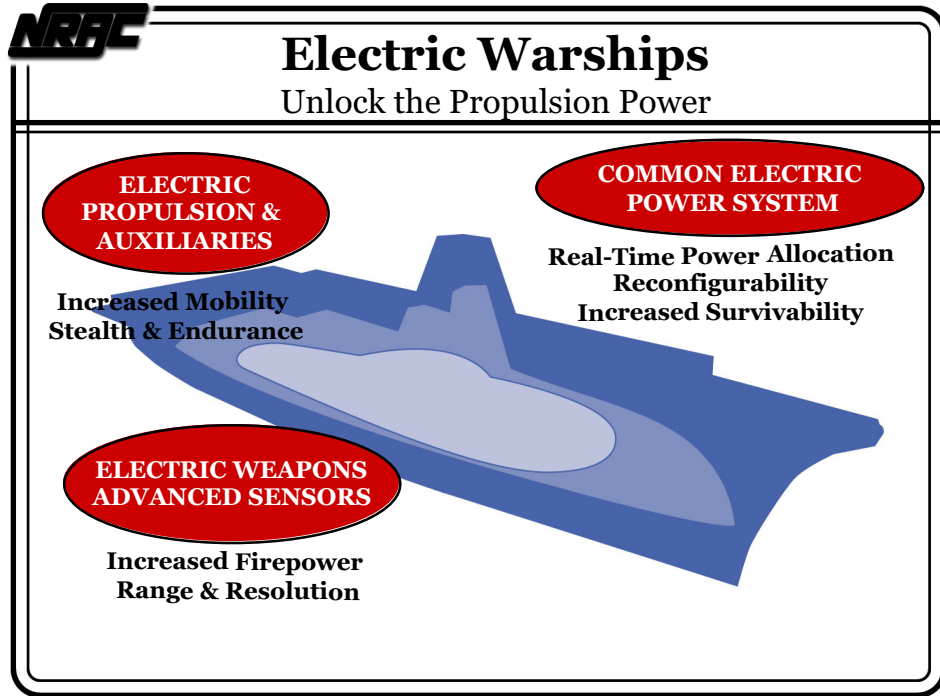 NRAC
Electric Warships
Unlock the Propulsion Power
ELECTRIC
PROPULSION &
AUXILIARIES
Increased Mobility
Stealth & Endurance
COMMON ELECTRIC
POWER SYSTEM
Real-Time Power Allocation
Reconfigurability
Increased Survivability
ELECTRIC WEAPONS
ADVANCED SENSORS
Increased Firepower
Range & Resolution